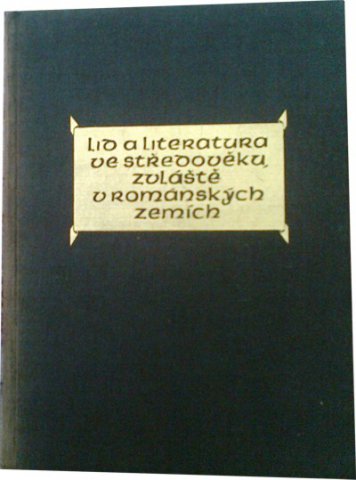 Lid a literatura
ve středověku,
zvláště
v románských
zemích